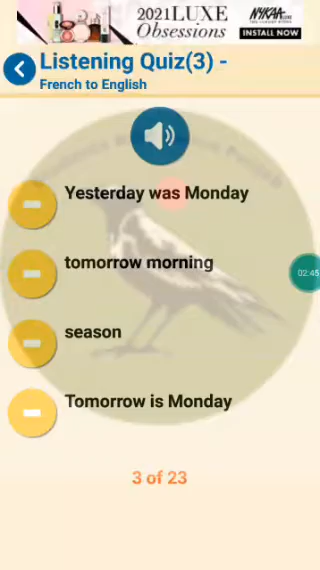 2021LUXE
Obsessions
NYKAA
INSTALL NOW
Listening Quiz(3) -
French to English
Yesterday was Monday
tomorrow morning
02:45
season
Tomorrow is Monday
3 of 23